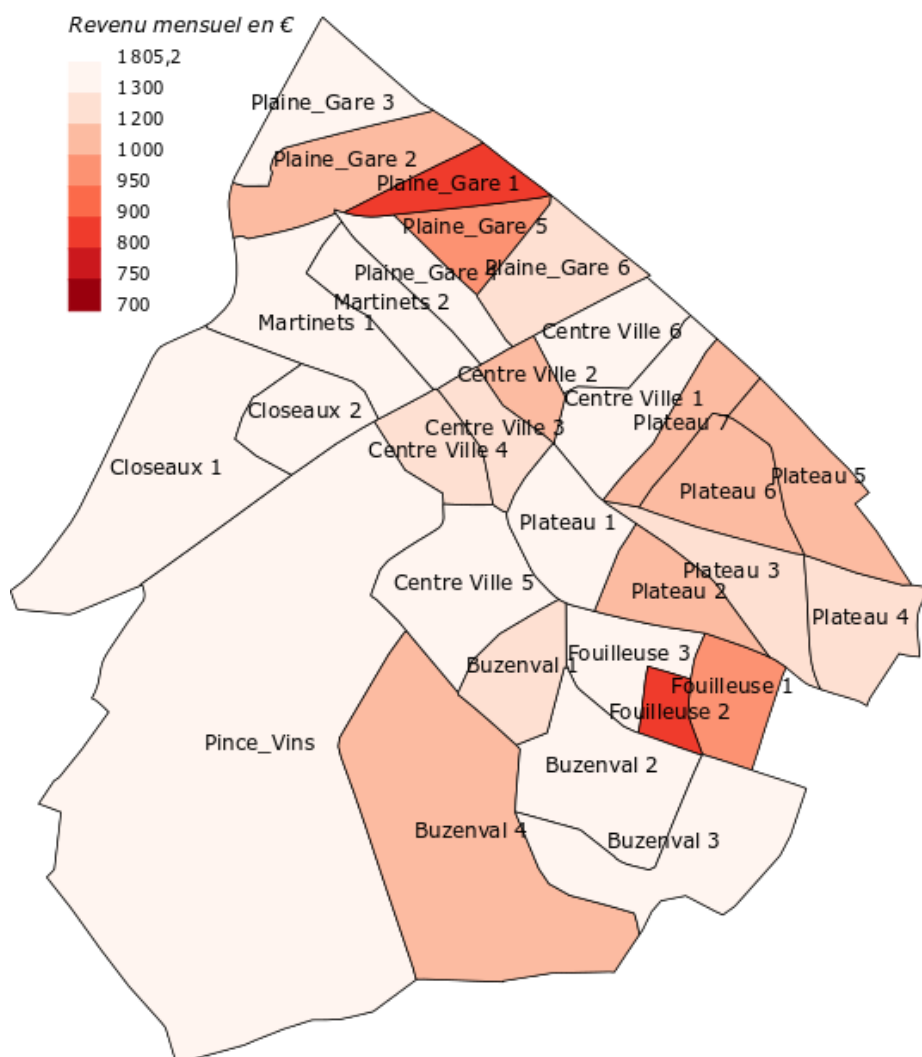 Revenu mensuel en €
1 805,2
1300
1200
1 000
950
900
800
750
700
Plaine_Gare 3
Plaine_Gare 2
Plaine_Gare 1
Plaine_Gare 5
Plaine_Gare 4
Plaine_Gare 6
Martinets 2
Martinets 1
Centre Ville 6
Centre Ville 2
Centre Ville 1
Closeaux 2
Plateau 7
Centre Ville 3
Centre Ville 4
Closeaux 1
Plateau 5
Plateau 6
Plateau 1
Plateau 3
Centre Ville 5
Plateau 2
Plateau 4
Fouilleuse 3
Buzenval 1
Fouilleuse 1
Fouilleuse 2
Pince_Vins
Buzenval 2
Buzenval 4
Buzenval 3